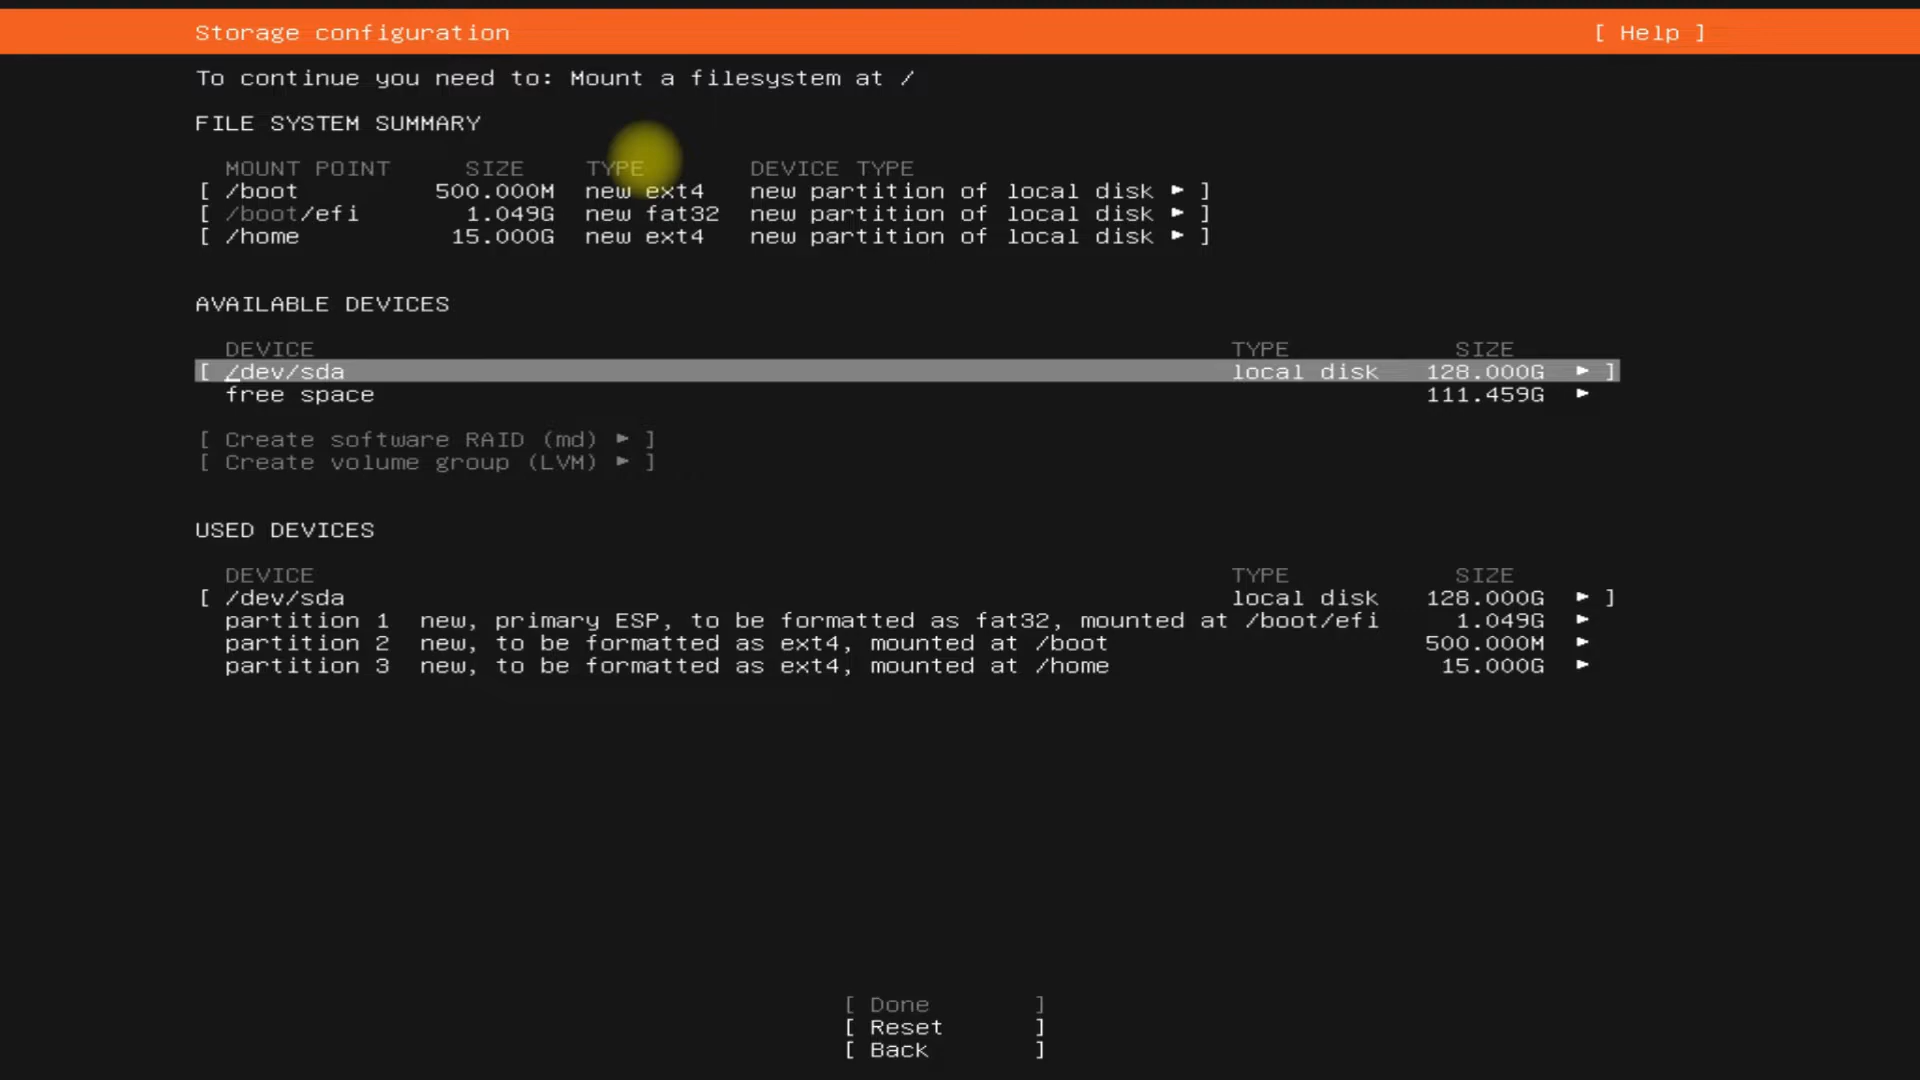 Storage configuration [ Help ]
To continue you need to: Mount a filesystem at /
FILE SYSTEM SUMMARY
MOUNT POINT SIZE TYPE DEVICE TYPE
[ /boot 500.000M new ext4 new partition of local disk ▸ ]
[ /boot/efi 1.049G new fat32 new partition of local disk ▸ ]
[ /home 15.000G new ext4 new partition of local disk ▸ ]
AVAILABLE DEVICES
DEVICE TYPE SIZE
[ /dev/sda local disk 128.000G ▸ ]
free space 111.459G ▸
[ Create software RAID (md) ▸ ]
[ Create volume group (LVM) ▸ ]
USED DEVICES
DEVICE TYPE SIZE
[ /dev/sda local disk 128.000G ▸ ]
partition 1 new, primary ESP, to be formatted as fat32, mounted at /boot/efi 1.049G ▸
partition 2 new, to be formatted as ext4, mounted at /boot 500.000M ▸
partition 3 new, to be formatted as ext4, mounted at /home 15.000G ▸
[ Done ]
[ Reset ]
[ Back ]